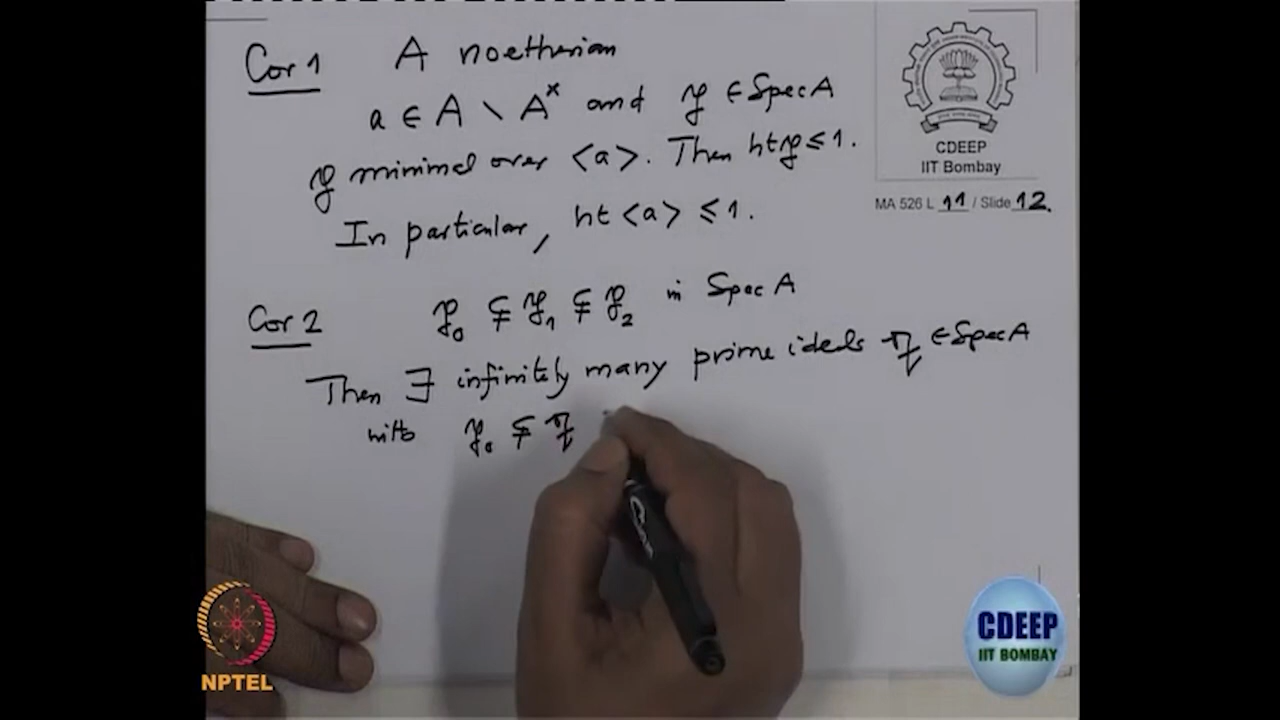 Cor 1 A noetherian
a ∈ A \ A^× and 𝔭 ∈ Spec A
𝔭 minimal over <a>. Then ht 𝔭 ≤ 1.
In particular, ht <a> ≤ 1.
Cor 2 𝔭₀ ⊊ 𝔭₁ ⊊ 𝔭₂ in Spec A
Then ∃ infinitely many prime ideals 𝔮 ∈ Spec A
with 𝔭₀ ⊊ 𝔮
CDEEP
IIT Bombay
MA 526 L 11 / Slide 12.
NPTEL
CDEEP
IIT BOMBAY